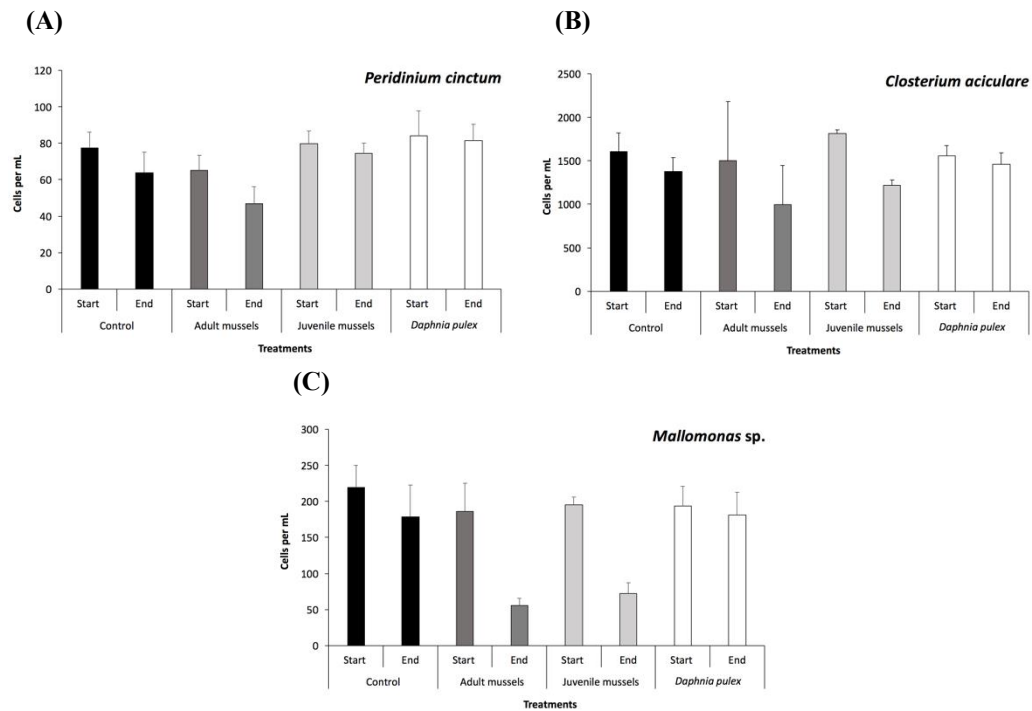 (A)
Peridinium cinctum
Cells per mL
120
100
80
60
40
20
0
Start End Start End Start End Start End
Control Adult mussels Juvenile mussels Daphnia pulex
Treatments
(B)
Closterium aciculare
Cells per mL
2500
2000
1500
1000
500
0
Start End Start End Start End Start End
Control Adult mussels Juvenile mussels Daphnia pulex
Treatments
(C)
Mallomonas sp.
Cells per mL
300
250
200
150
100
50
0
Start End Start End Start End Start End
Control Adult mussels Juvenile mussels Daphnia pulex
Treatments